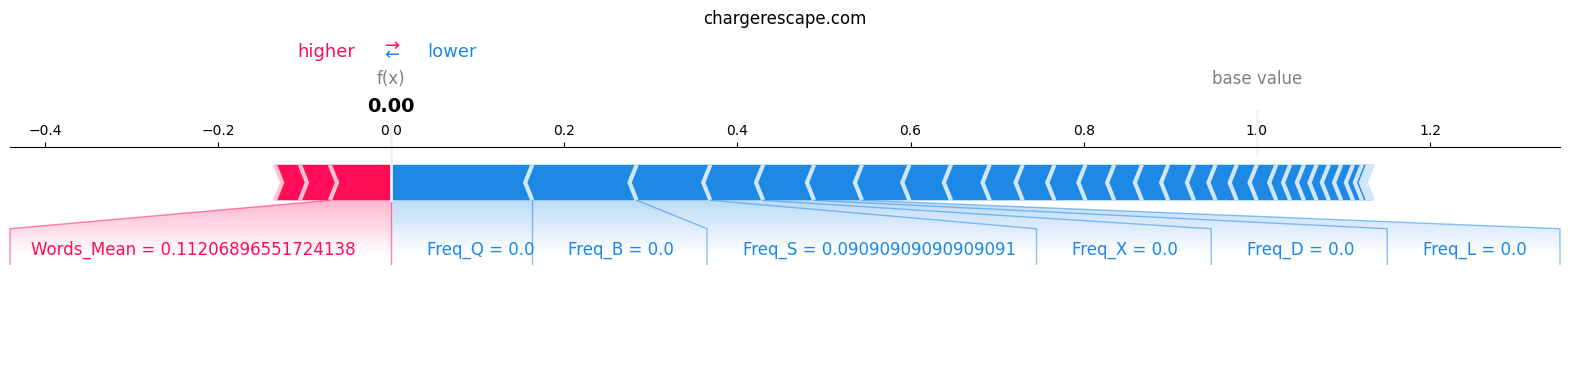 chargerescape.com
higher ⇄ lower
f(x) base value
0.00
−0.4 −0.2 0.0 0.2 0.4 0.6 0.8 1.0 1.2
Words_Mean = 0.11206896551724138 Freq_Q = 0.0 Freq_B = 0.0 Freq_S = 0.09090909090909091 Freq_X = 0.0 Freq_D = 0.0 Freq_L = 0.0